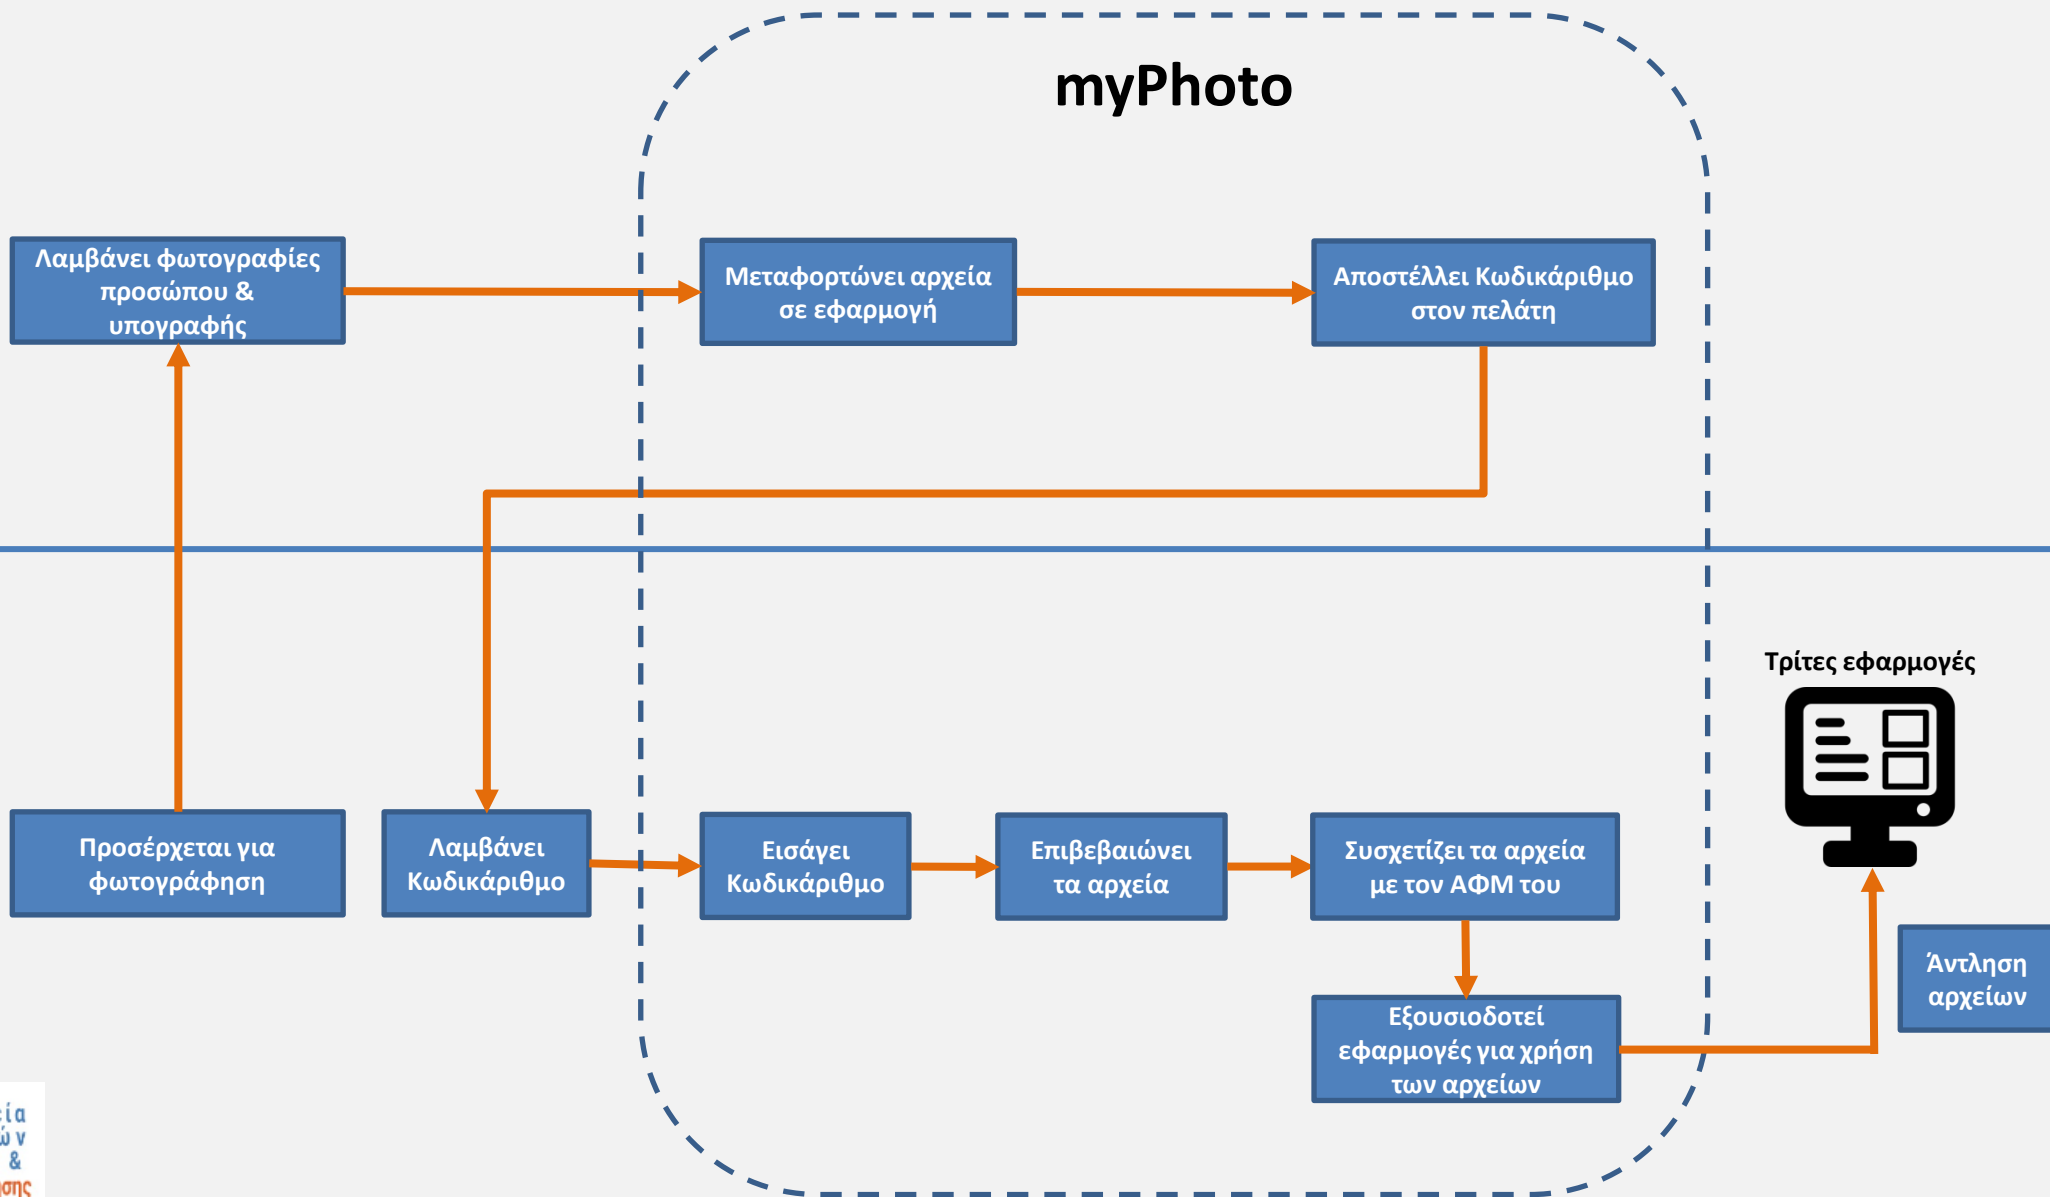 myPhoto
Λαμβάνει φωτογραφίες
προσώπου &
υπογραφής
Μεταφορτώνει αρχεία
σε εφαρμογή
Αποστέλλει Κωδικάριθμο
στον πελάτη
Τρίτες εφαρμογές
Προσέρχεται για
φωτογράφηση
Λαμβάνει
Κωδικάριθμο
Εισάγει
Κωδικάριθμο
Επιβεβαιώνει
τα αρχεία
Συσχετίζει τα αρχεία
με τον ΑΦΜ του
Άντληση
αρχείων
Εξουσιοδοτεί
εφαρμογές για χρήση
των αρχείων
&